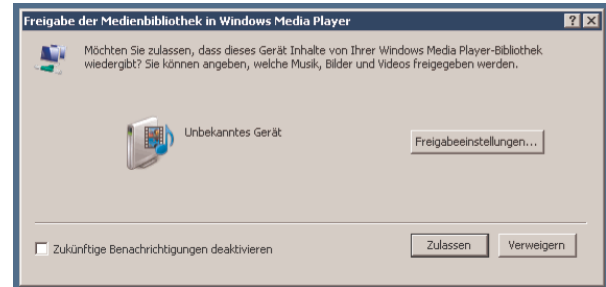 Freigabe der Medienbibliothek in Windows Media Player
Möchten Sie zulassen, dass dieses Gerät Inhalte von Ihrer Windows Media Player-Bibliothek
wiedergibt? Sie können angeben, welche Musik, Bilder und Videos freigegeben werden.
Unbekanntes Gerät
Freigabeeinstellungen...
Zukünftige Benachrichtigungen deaktivieren
Zulassen
Verweigern